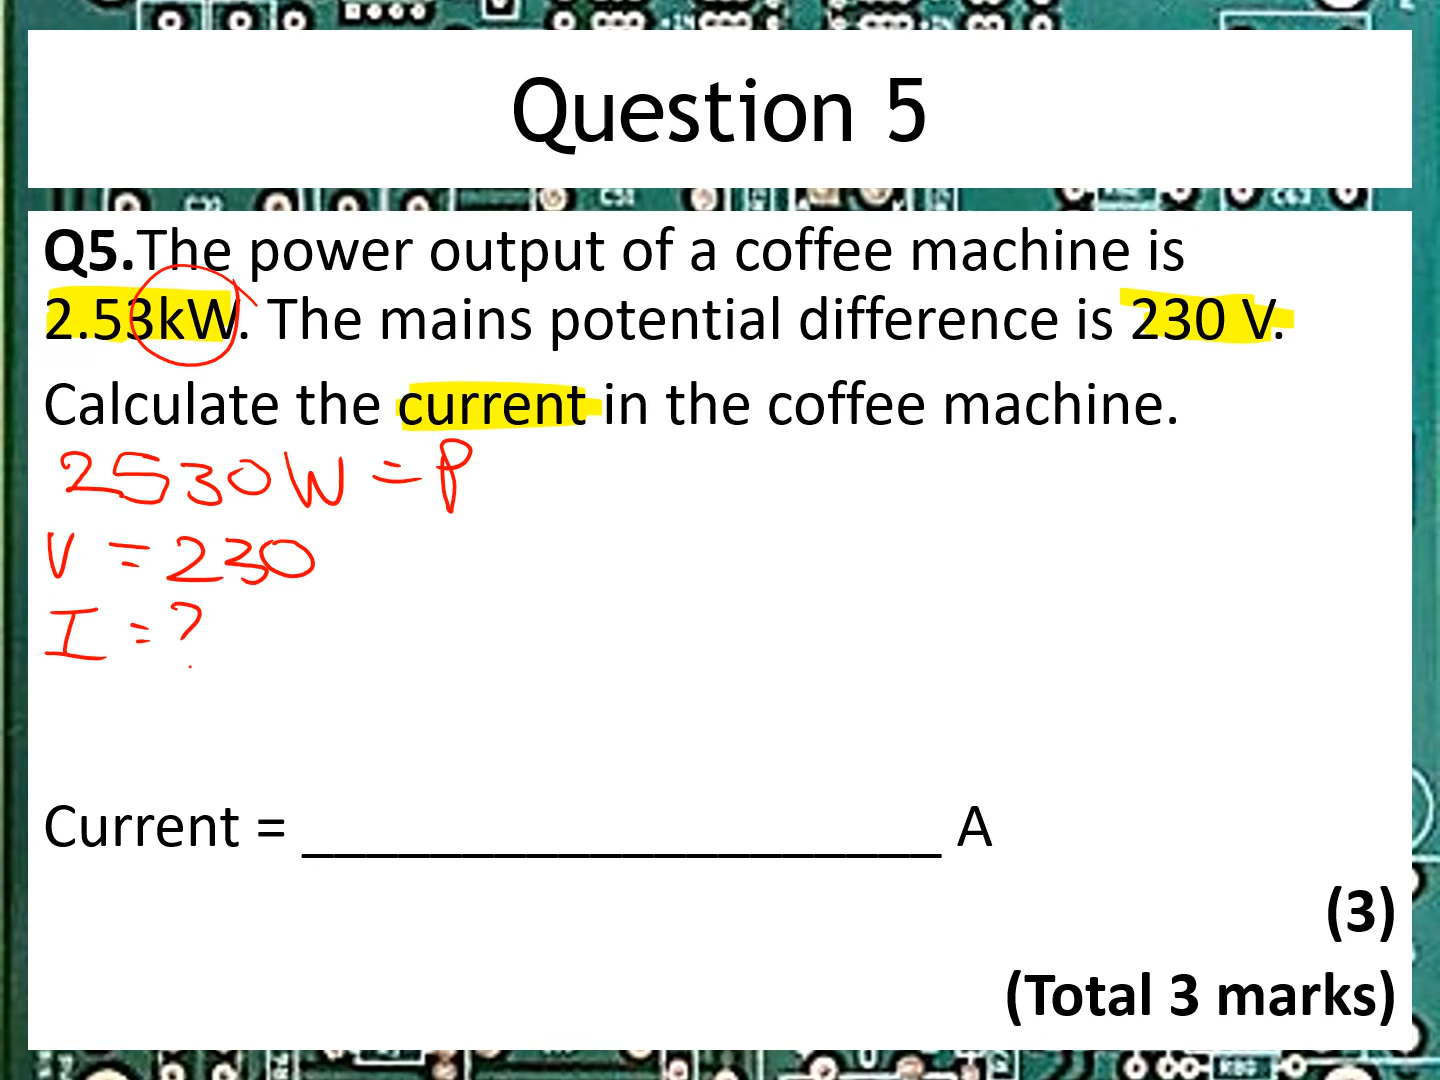 Question 5
Q5.The power output of a coffee machine is
2.53kW. The mains potential difference is 230 V.
Calculate the current in the coffee machine.
2530W = P
V = 230
I = ?
Current = ____________________ A
(3)
(Total 3 marks)